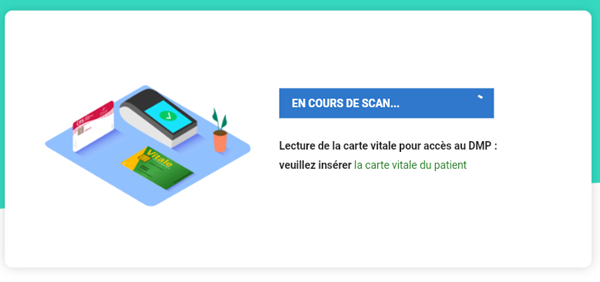 EN COURS DE SCAN...
Lecture de la carte vitale pour accès au DMP :
veuillez insérer la carte vitale du patient
Vitale